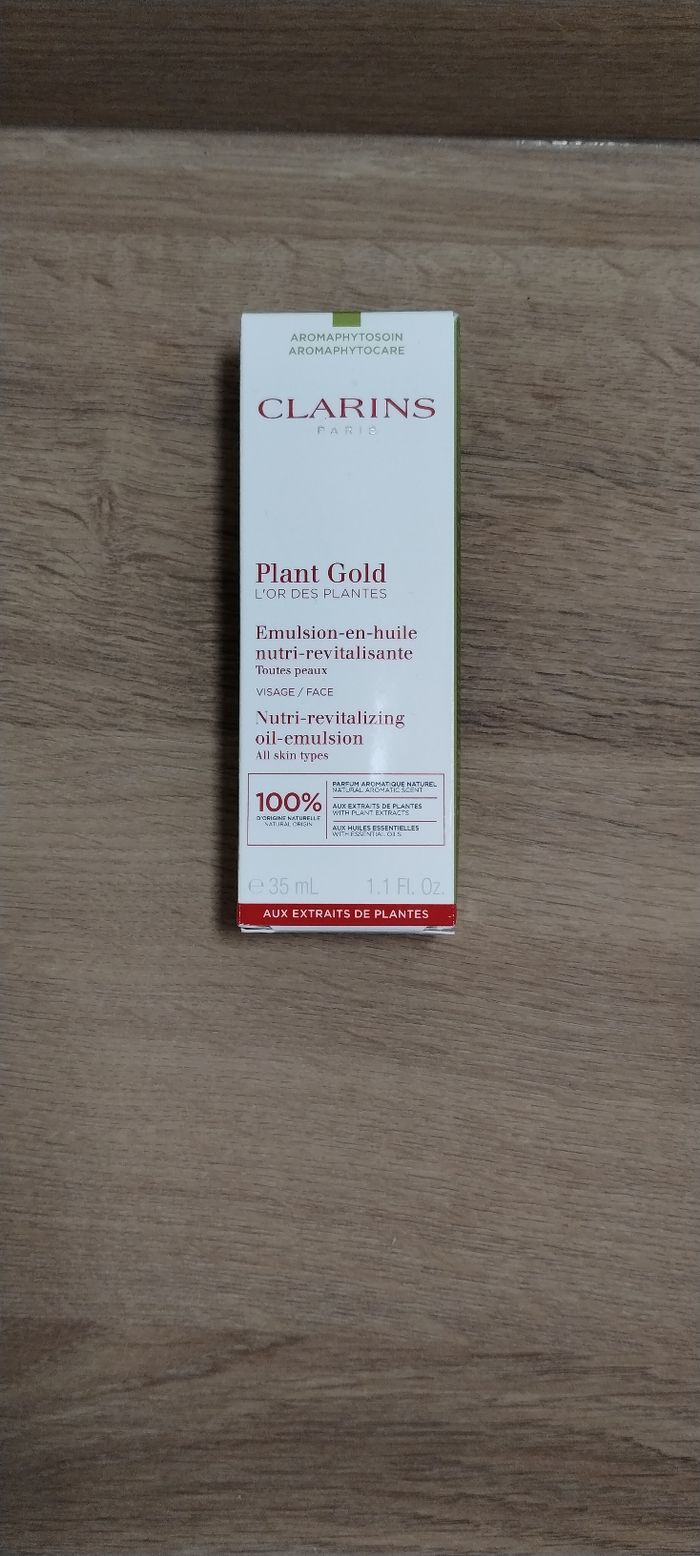 AROMAPHYTOSOIN
AROMAPHYTOCARE
CLARINS
PARIS
Plant Gold
L'OR DES PLANTES
Emulsion-en-huile
nutri-revitalisante
Toutes peaux
VISAGE / FACE
Nutri-revitalizing
oil-emulsion
All skin types
100%
D'ORIGINE NATURELLE
NATURAL ORIGIN
PARFUM AROMATIQUE NATUREL
NATURAL AROMATIC SCENT
AUX EXTRAITS DE PLANTES
WITH PLANT EXTRACTS
AUX HUILES ESSENTIELLES
WITH ESSENTIAL OILS
℮ 35 mL 1.1 Fl. Oz.
AUX EXTRAITS DE PLANTES